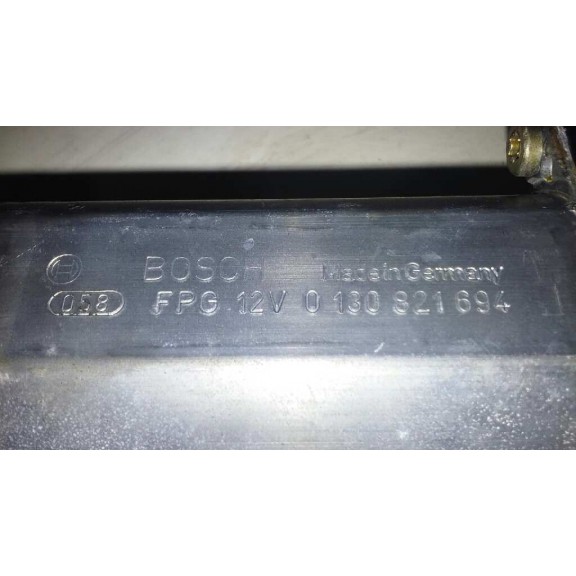 BOSCH Made in Germany
058 FPG 12V 0 130 821 694